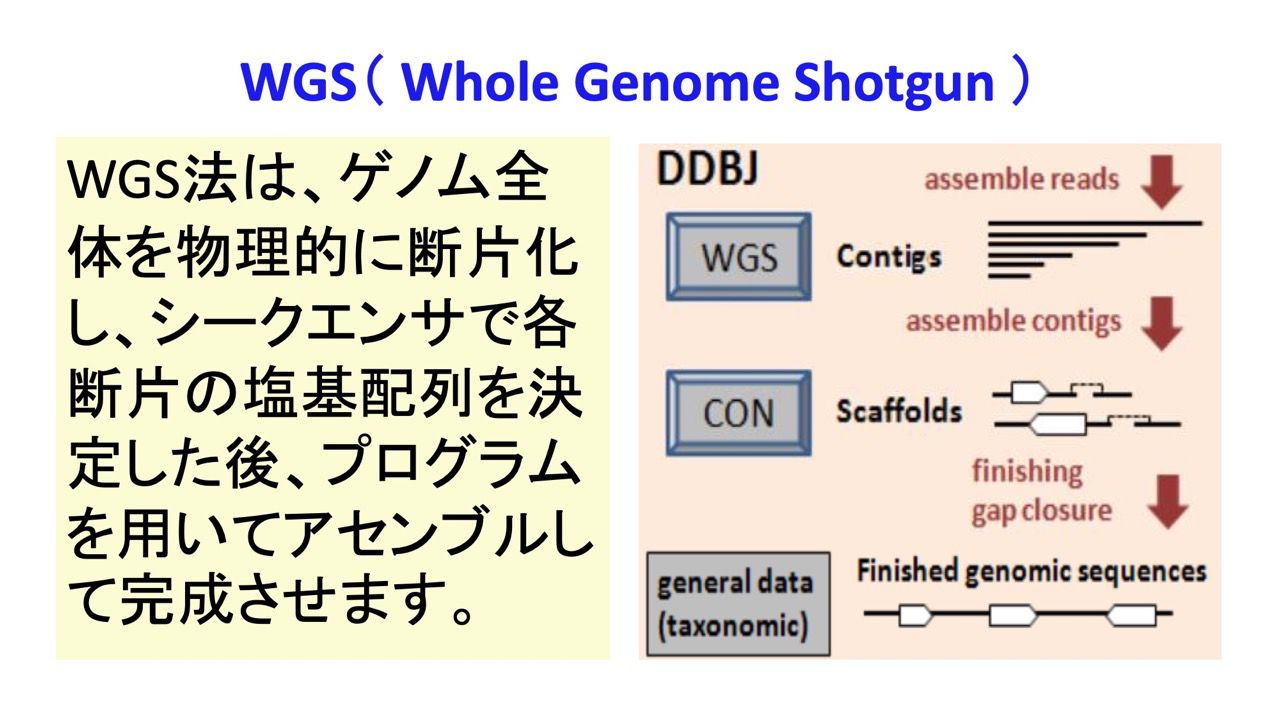 WGS（ Whole Genome Shotgun ）
WGS法は、ゲノム全
体を物理的に断片化
し、シークエンサで各
断片の塩基配列を決
定した後、プログラム
を用いてアセンブルし
て完成させます。
DDBJ
assemble reads
WGS
Contigs
assemble contigs
CON
Scaffolds
finishing
gap closure
general data
(taxonomic)
Finished genomic sequences